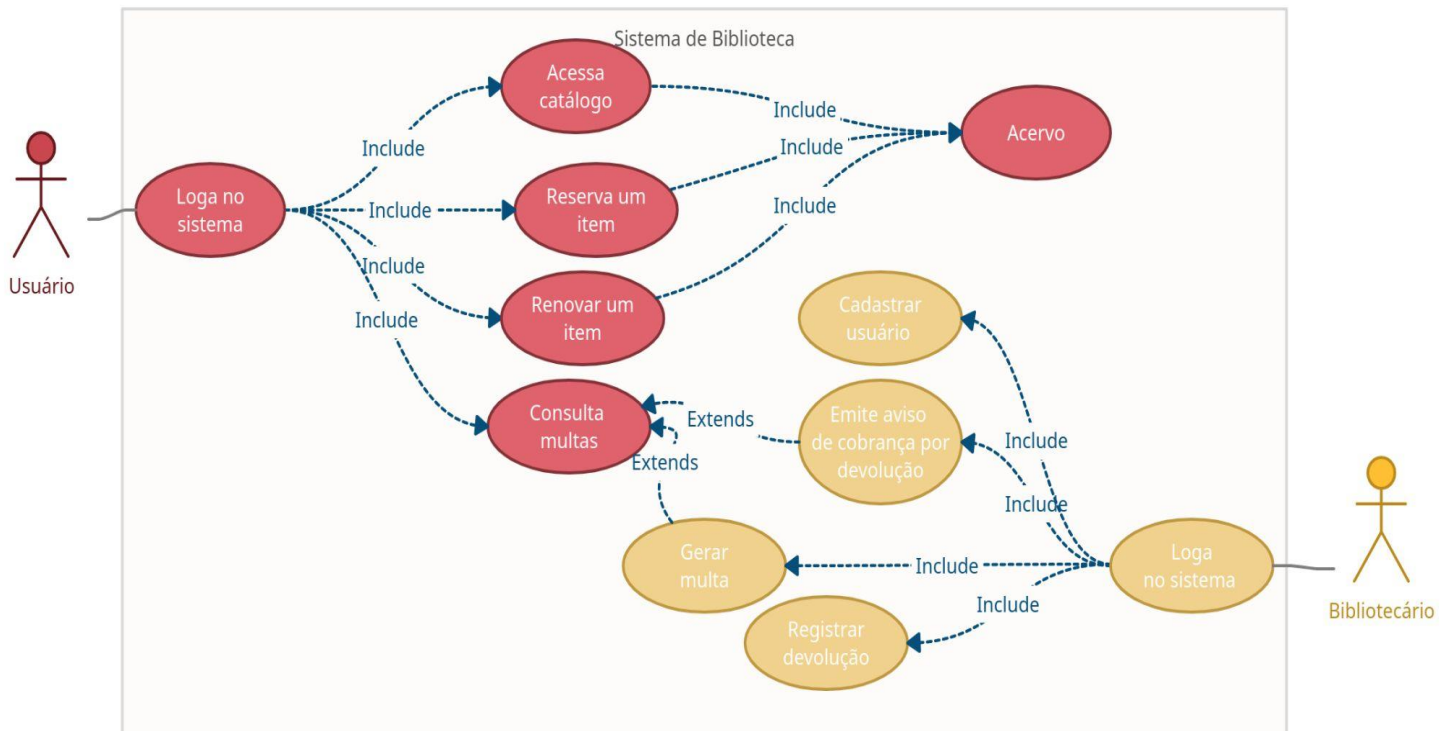 Sistema de Biblioteca
Acessa
catálogo
Include
Acervo
Include
Include
Loga no
sistema
Reserva um
item
Include
Include
Usuário
Include
Renovar um
item
Include
Cadastrar
usuário
Consulta
multas
Extends
Emite aviso
de cobrança por
devolução
Include
Extends
Include
Gerar
multa
Include
Loga
no sistema
Include
Bibliotecário
Registrar
devolução